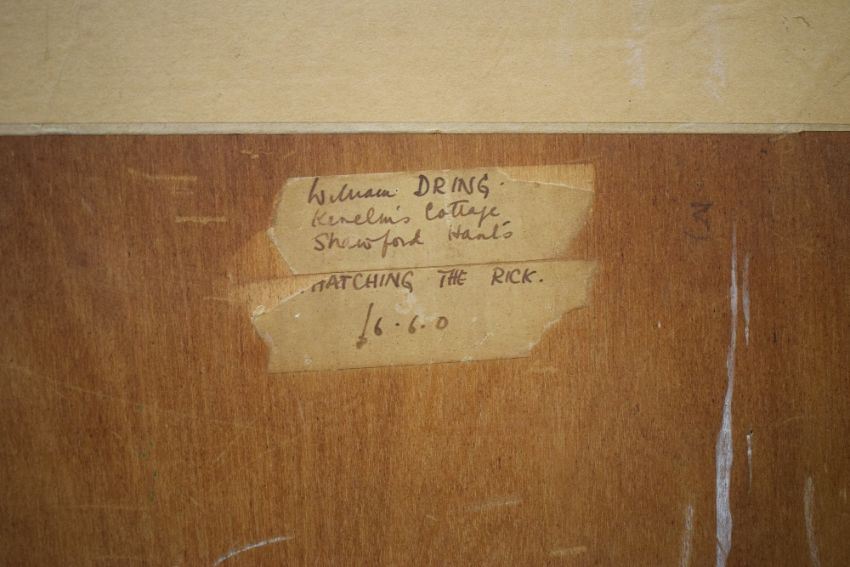 William DRING.
Kenelm's Cottage
Shawford Hants
HATCHING THE RICK.
£6.6.0